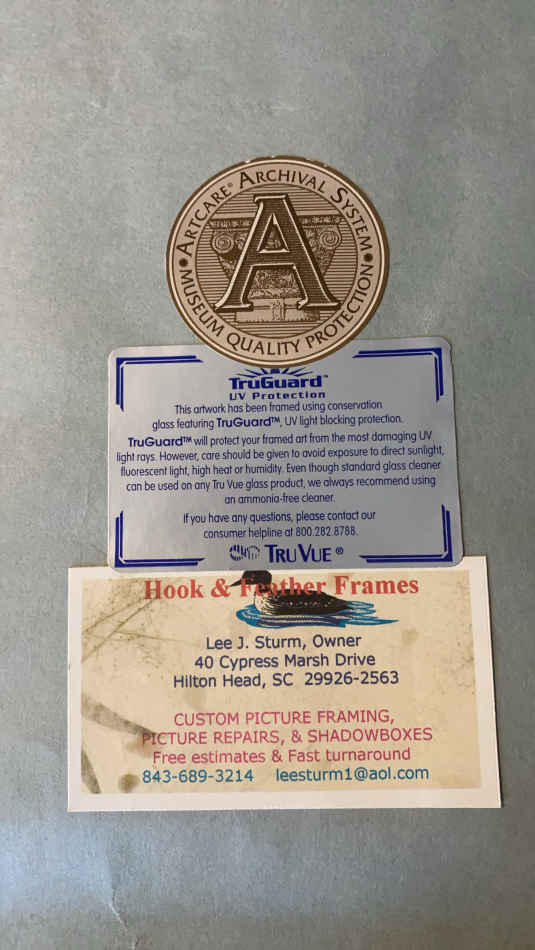 ARTCARE® ARCHIVAL SYSTEM
MUSEUM QUALITY PROTECTION
A
TruGuard™
UV Protection
This artwork has been framed using conservation
glass featuring TruGuard™, UV light blocking protection.
TruGuard™ will protect your framed art from the most damaging UV
light rays. However, care should be given to avoid exposure to direct sunlight,
fluorescent light, high heat or humidity. Even though standard glass cleaner
can be used on any Tru Vue glass product, we always recommend using
an ammonia-free cleaner.
If you have any questions, please contact our
consumer helpline at 800.282.8788.
TRU VUE®
Hook & Feather Frames
Lee J. Sturm, Owner
40 Cypress Marsh Drive
Hilton Head, SC 29926-2563
CUSTOM PICTURE FRAMING,
PICTURE REPAIRS, & SHADOWBOXES
Free estimates & Fast turnaround
843-689-3214 leesturm1@aol.com